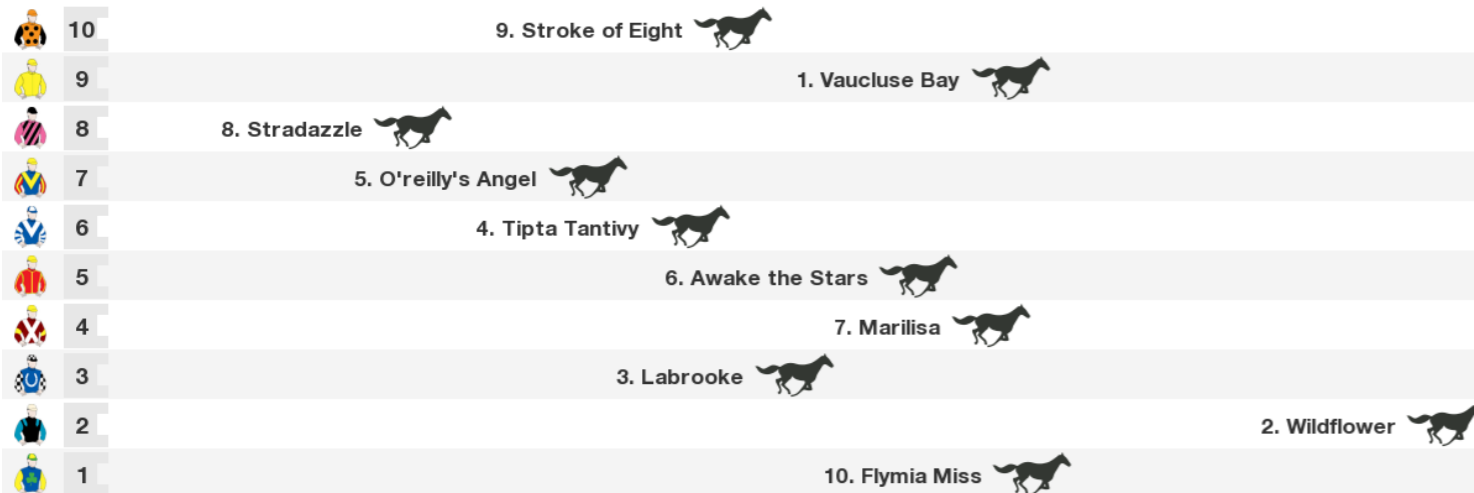 10 9. Stroke of Eight
9 1. Vaucluse Bay
8 8. Stradazzle
7 5. O'reilly's Angel
6 4. Tipta Tantivy
5 6. Awake the Stars
4 7. Marilisa
3 3. Labrooke
2 2. Wildflower
1 10. Flymia Miss